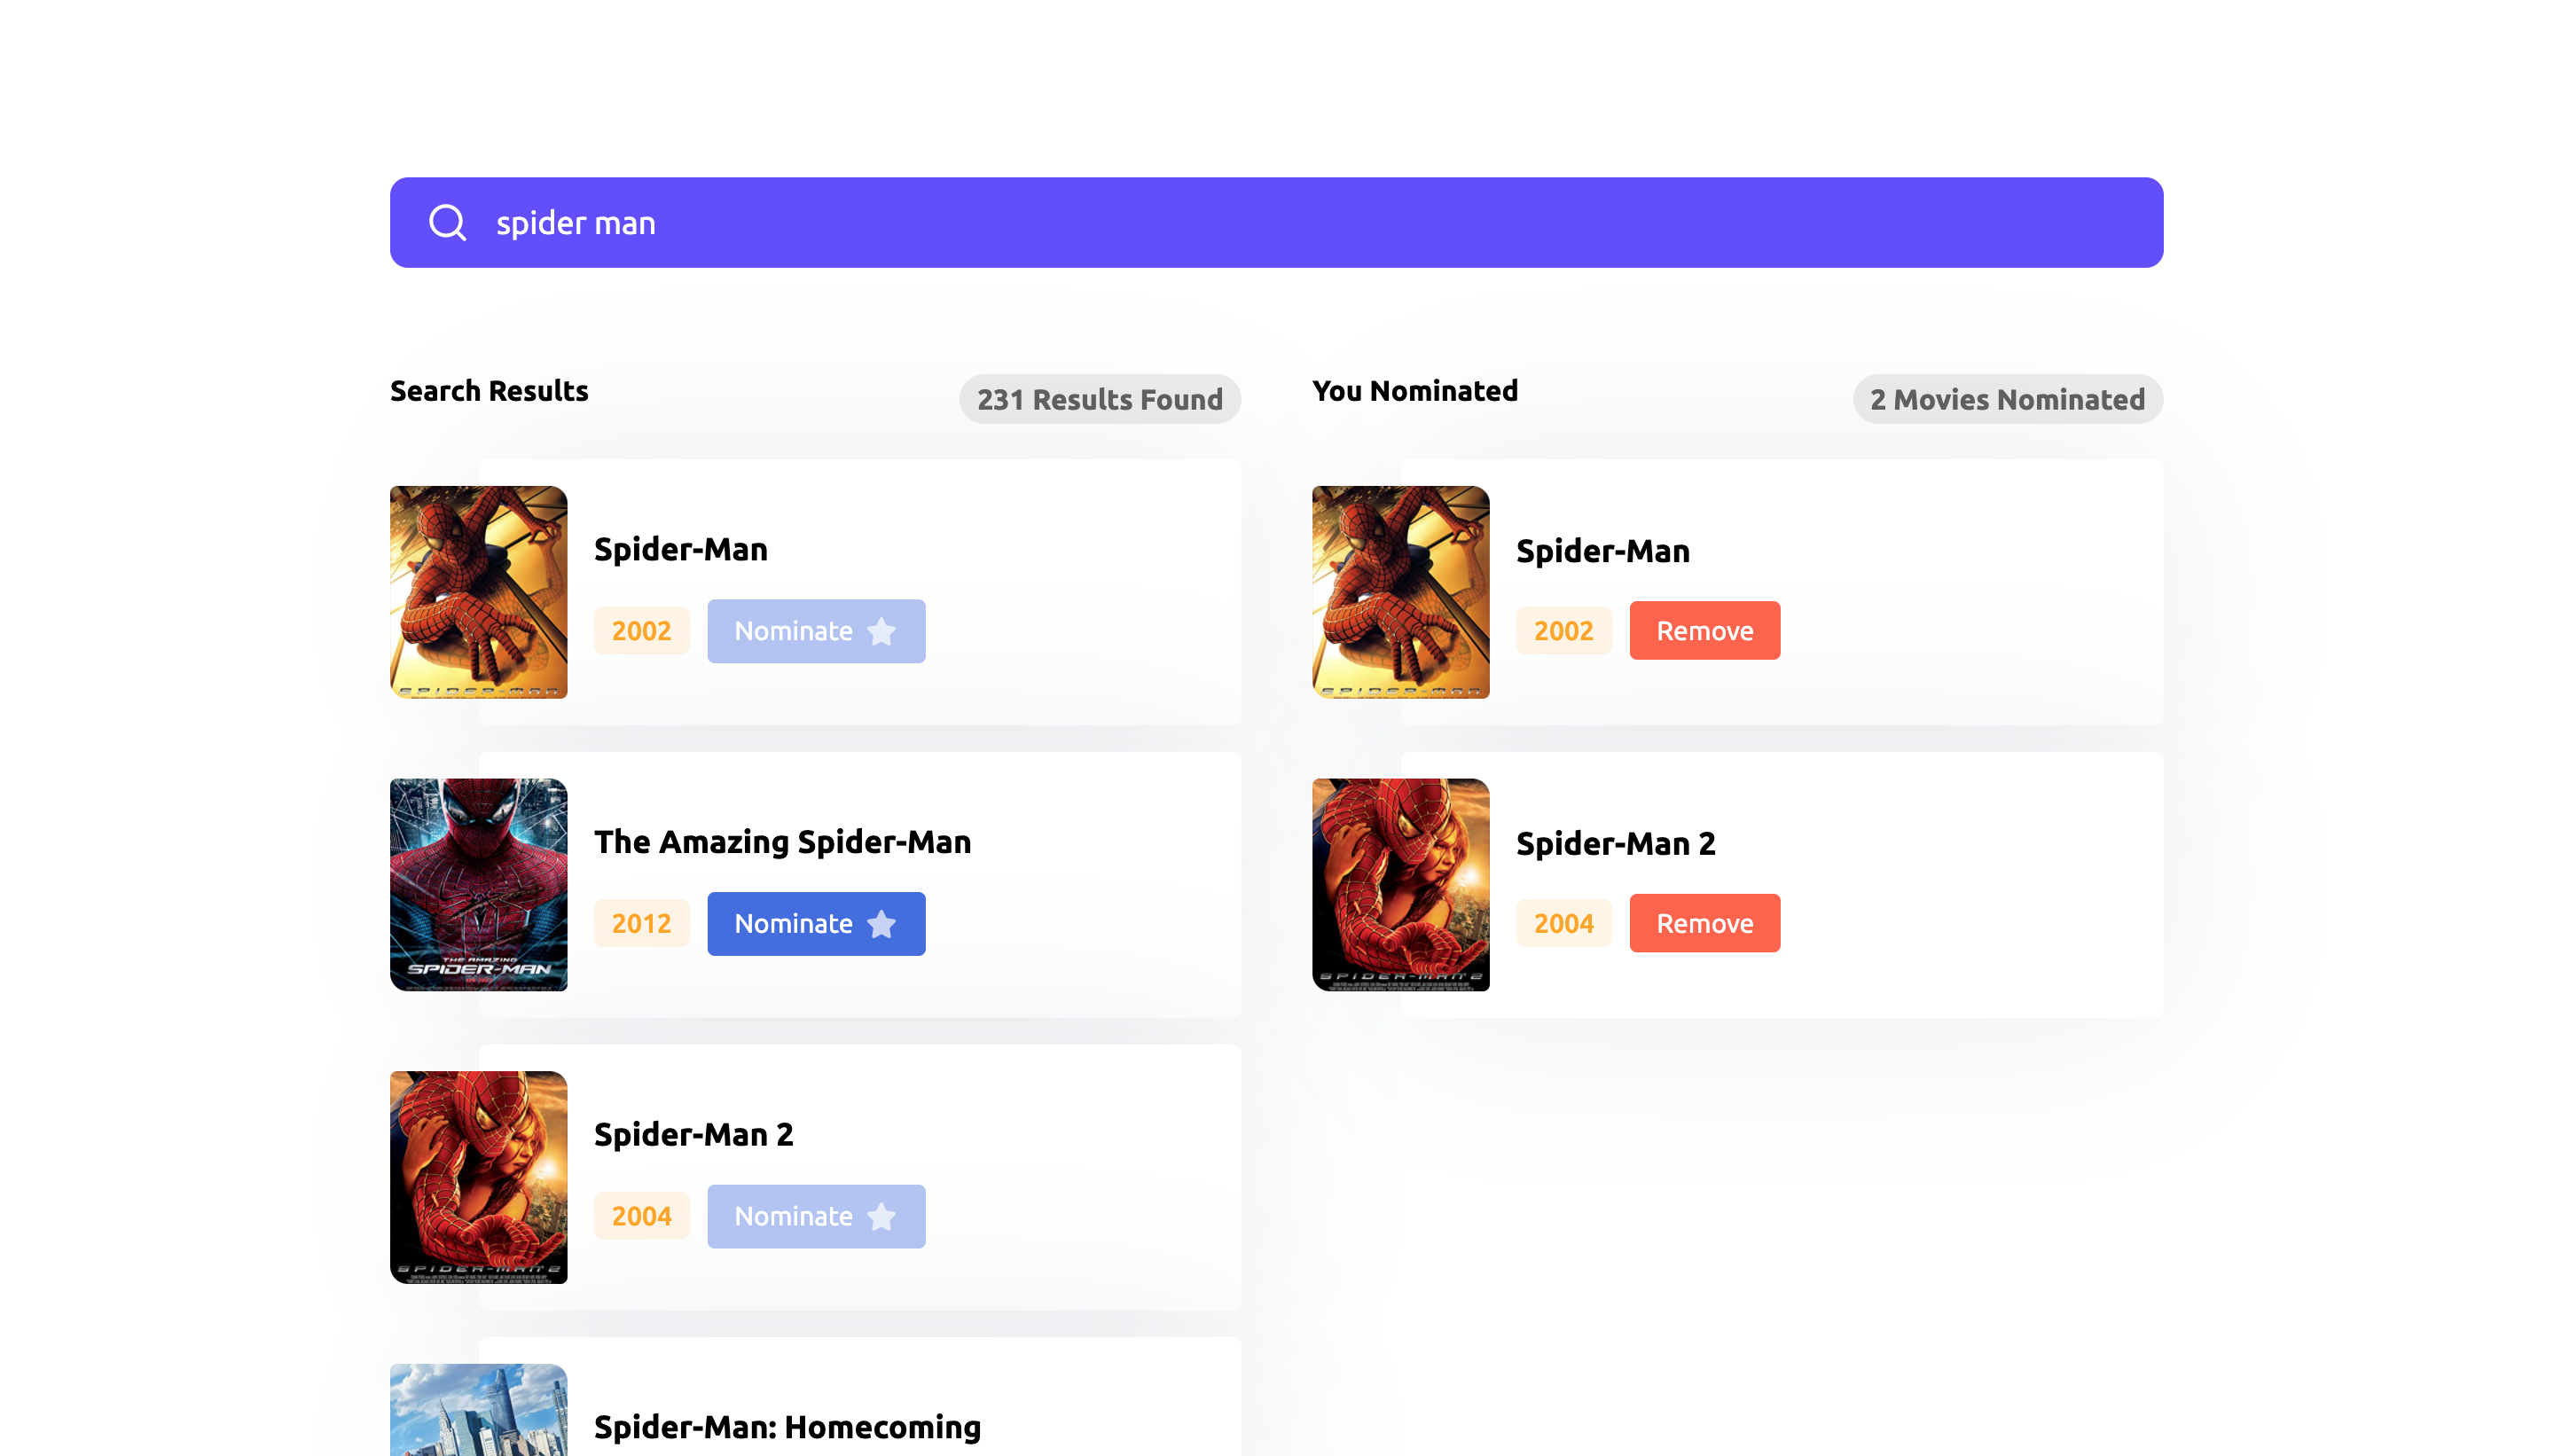 spider man
Search Results
231 Results Found
You Nominated
2 Movies Nominated
SPIDER-MAN
Spider-Man
2002
Nominate
SPIDER-MAN
Spider-Man
2002
Remove
THE AMAZING
SPIDER-MAN
The Amazing Spider-Man
2012
Nominate
SPIDER-MAN 2
Spider-Man 2
2004
Remove
SPIDER-MAN 2
Spider-Man 2
2004
Nominate
Spider-Man: Homecoming